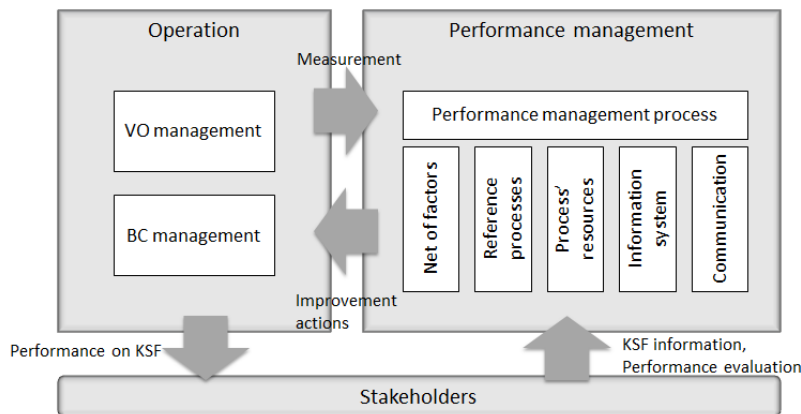 Operation
Performance management
Measurement
VO management
BC management
Performance management process
Net of factors
Reference
processes
Process'
resources
Information
system
Communication
Improvement
actions
Performance on KSF
KSF information,
Performance evaluation
Stakeholders